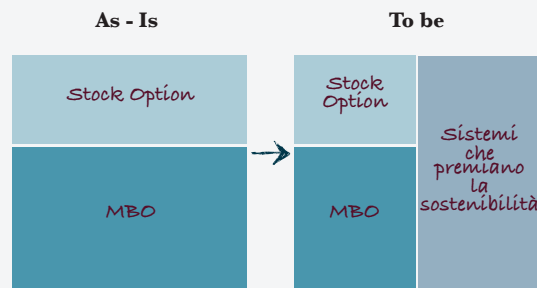 As - Is
To be
Stock Option
MBO
Stock
Option
MBO
Sistemi
che
premiano
la
sostenibilità